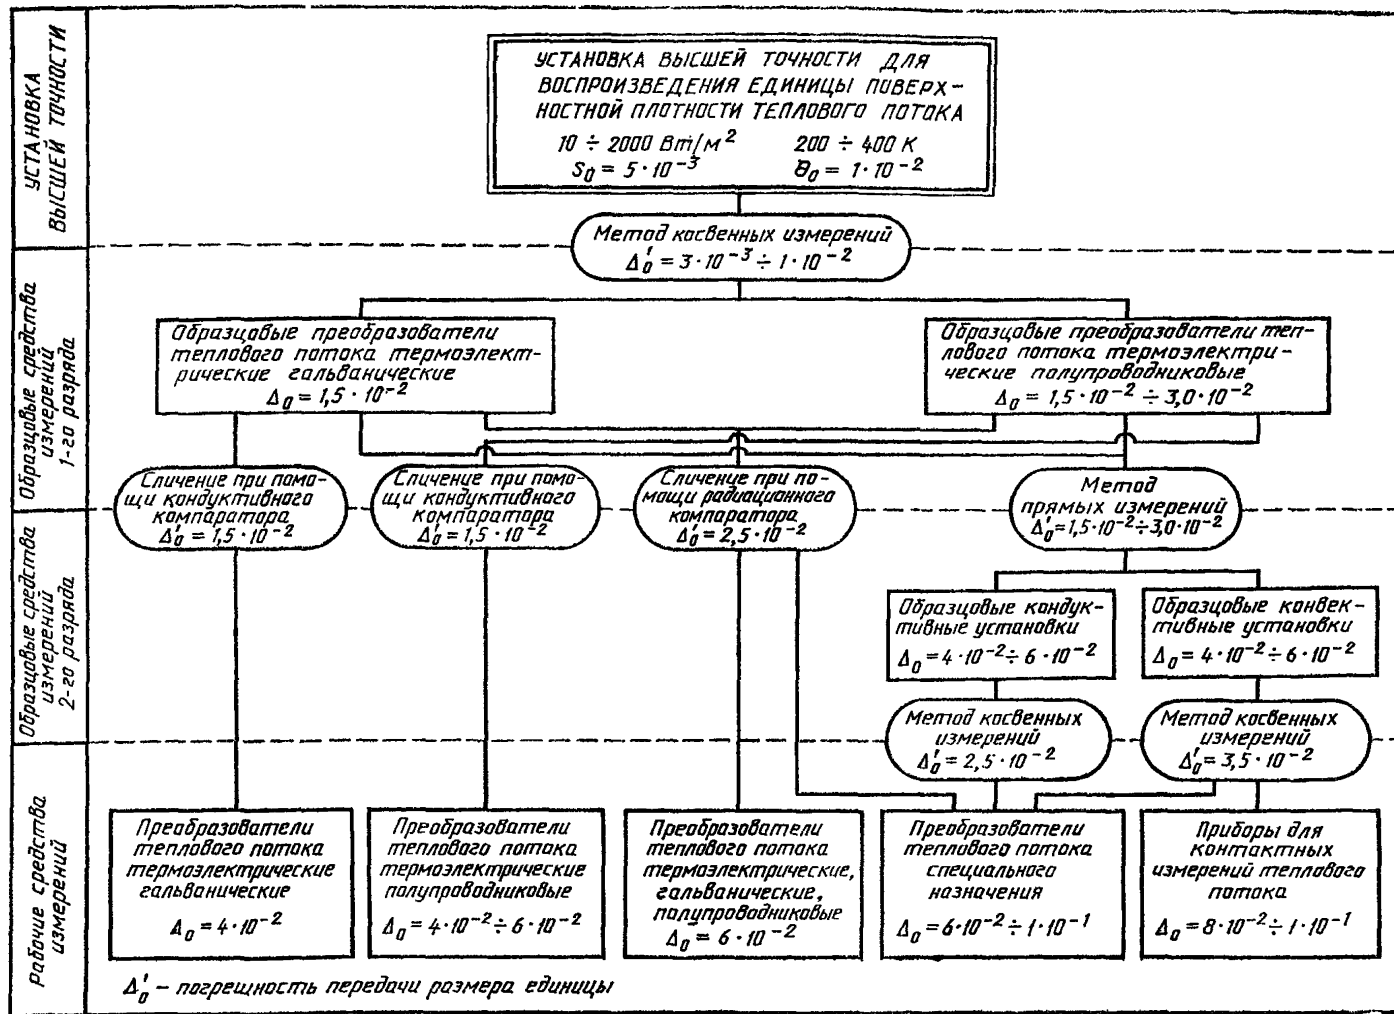 УСТАНОВКА
ВЫСШЕЙ ТОЧНОСТИ
УСТАНОВКА ВЫСШЕЙ ТОЧНОСТИ ДЛЯ
ВОСПРОИЗВЕДЕНИЯ ЕДИНИЦЫ ПОВЕРХ-
НОСТНОЙ ПЛОТНОСТИ ТЕПЛОВОГО ПОТОКА
10 ÷ 2000 Вт/м² 200 ÷ 400 К
S₀ = 5·10⁻³ Θ₀ = 1·10⁻²
Метод косвенных измерений
Δ₀′ = 3·10⁻³ ÷ 1·10⁻²
Образцовые средства
измерений
1-го разряда
Образцовые преобразователи
теплового потока термоэлект-
рические гальванические
Δ₀ = 1,5·10⁻²
Образцовые преобразователи теп-
лового потока термоэлектри-
ческие полупроводниковые
Δ₀ = 1,5·10⁻² ÷ 3,0·10⁻²
Сличение при помо-
щи кондуктивного
компаратора
Δ₀′ = 1,5·10⁻²
Сличение при помо-
щи кондуктивного
компаратора
Δ₀′ = 1,5·10⁻²
Сличение при по-
мощи радиационного
компаратора
Δ₀′ = 2,5·10⁻²
Метод
прямых измерений
Δ₀′ = 1,5·10⁻² ÷ 3,0·10⁻²
Образцовые средства
измерений
2-го разряда
Образцовые кондук-
тивные установки
Δ₀ = 4·10⁻² ÷ 6·10⁻²
Образцовые конвек-
тивные установки
Δ₀ = 4·10⁻² ÷ 6·10⁻²
Метод косвенных
измерений
Δ₀′ = 2,5·10⁻²
Метод косвенных
измерений
Δ₀′ = 3,5·10⁻²
Рабочие средства
измерений
Преобразователи
теплового потока
термоэлектрические
гальванические
Δ₀ = 4·10⁻²
Преобразователи
теплового потока
термоэлектрические
полупроводниковые
Δ₀ = 4·10⁻² ÷ 6·10⁻²
Преобразователи
теплового потока
термоэлектрические,
гальванические,
полупроводниковые
Δ₀ = 6·10⁻²
Преобразователи
теплового потока
специального
назначения
Δ₀ = 6·10⁻² ÷ 1·10⁻¹
Приборы для
контактных
измерений теплового
потока
Δ₀ = 8·10⁻² ÷ 1·10⁻¹
Δ₀′ – погрешность передачи размера единицы